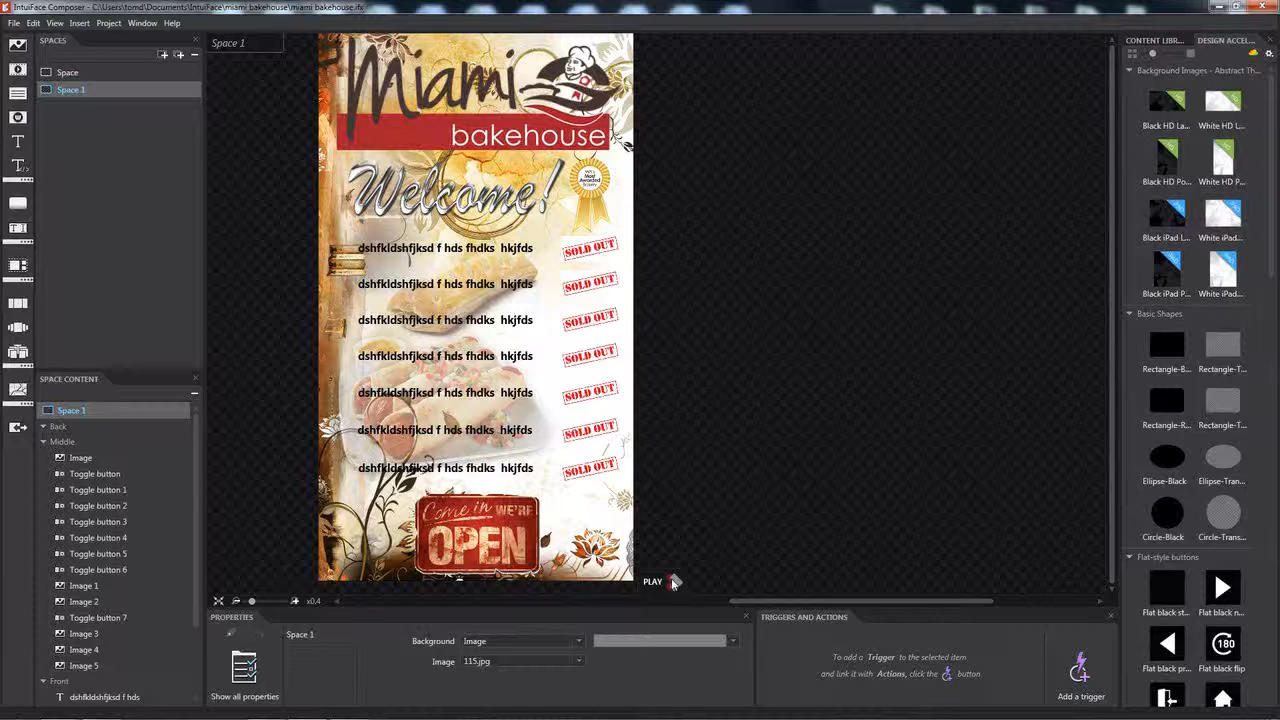 IntuiFace Composer - C:\Users\tomd\Documents\IntuiFace\miami bakehouse\miami bakehouse.ifx
File Edit View Insert Project Window Help
SPACES
Space
Space 1
SPACE CONTENT
Space 1
Back
Middle
Image
Toggle button
Toggle button 1
Toggle button 2
Toggle button 3
Toggle button 4
Toggle button 5
Toggle button 6
Image 1
Image 2
Toggle button 7
Image 3
Image 4
Image 5
Front
T dshfkldshfjksd f hds
Space 1
Miami
bakehouse
Welcome!
Most
Awarded
dshfkldshfjksd f hds fhdks hkjfds SOLD OUT
dshfkldshfjksd f hds fhdks hkjfds SOLD OUT
dshfkldshfjksd f hds fhdks hkjfds SOLD OUT
dshfkldshfjksd f hds fhdks hkjfds SOLD OUT
dshfkldshfjksd f hds fhdks hkjfds SOLD OUT
dshfkldshfjksd f hds fhdks hkjfds SOLD OUT
dshfkldshfjksd f hds fhdks hkjfds SOLD OUT
Come in WE'RE
OPEN
PLAY
x0.4
PROPERTIES
Space 1
Background Image
Image 115.jpg
Show all properties
TRIGGERS AND ACTIONS
To add a Trigger to the selected item
and link it with Actions, click the button
Add a trigger
CONTENT LIBR... DESIGN ACCEL...
Background Images - Abstract Th...
Black HD La... White HD L...
Black HD Po... White HD P...
Black iPad L... White iPad...
Black iPad P... White iPad...
Basic Shapes
Rectangle-B... Rectangle-T...
Rectangle-R... Rectangle-T...
Ellipse-Black Ellipse-Tran...
Circle-Black Circle-Trans...
Flat-style buttons
Flat black st... Flat black n...
180
Flat black pr... Flat black flip